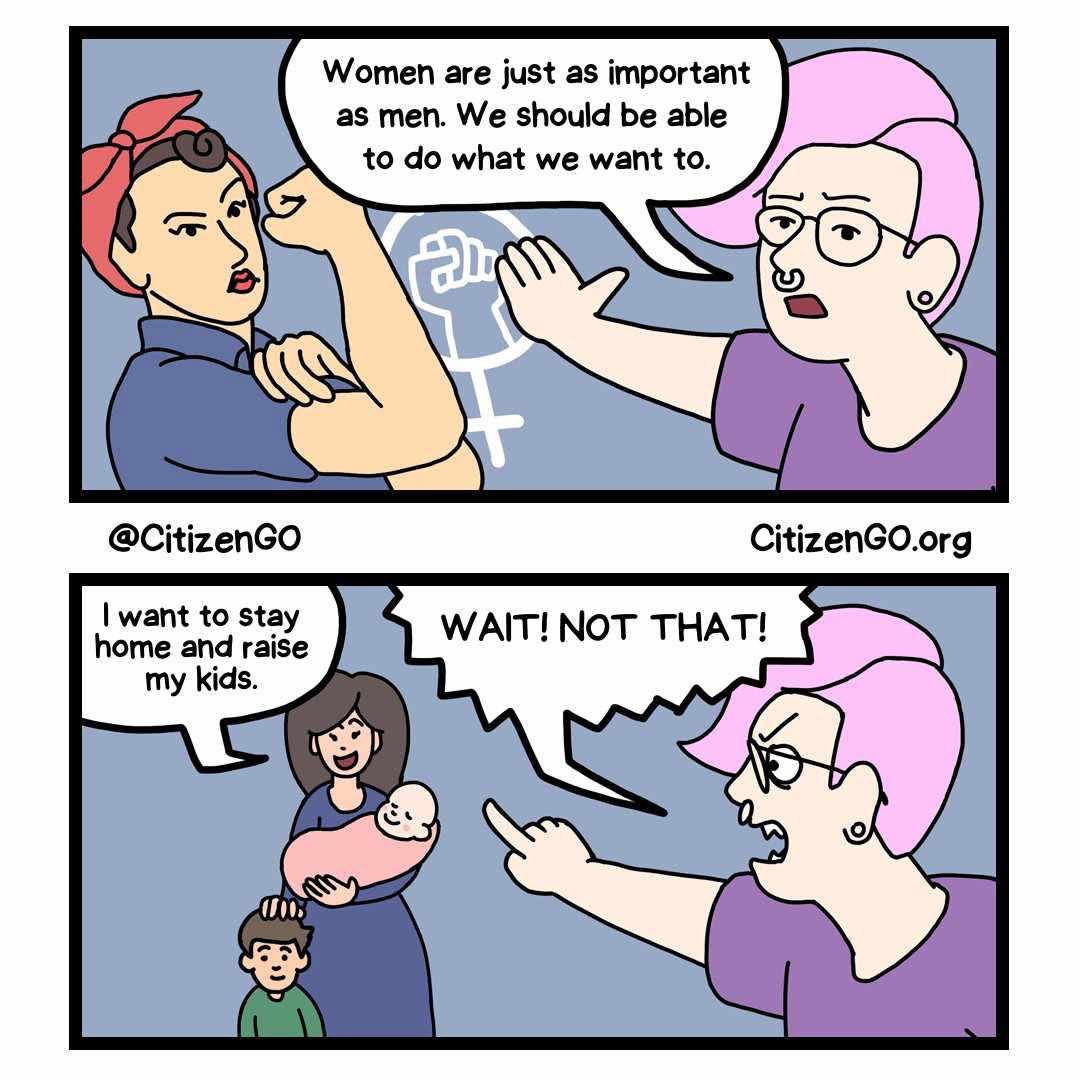 Women are just as important
as men. We should be able
to do what we want to.
@CitizenGO
CitizenGO.org
I want to stay
home and raise
my kids.
WAIT! NOT THAT!